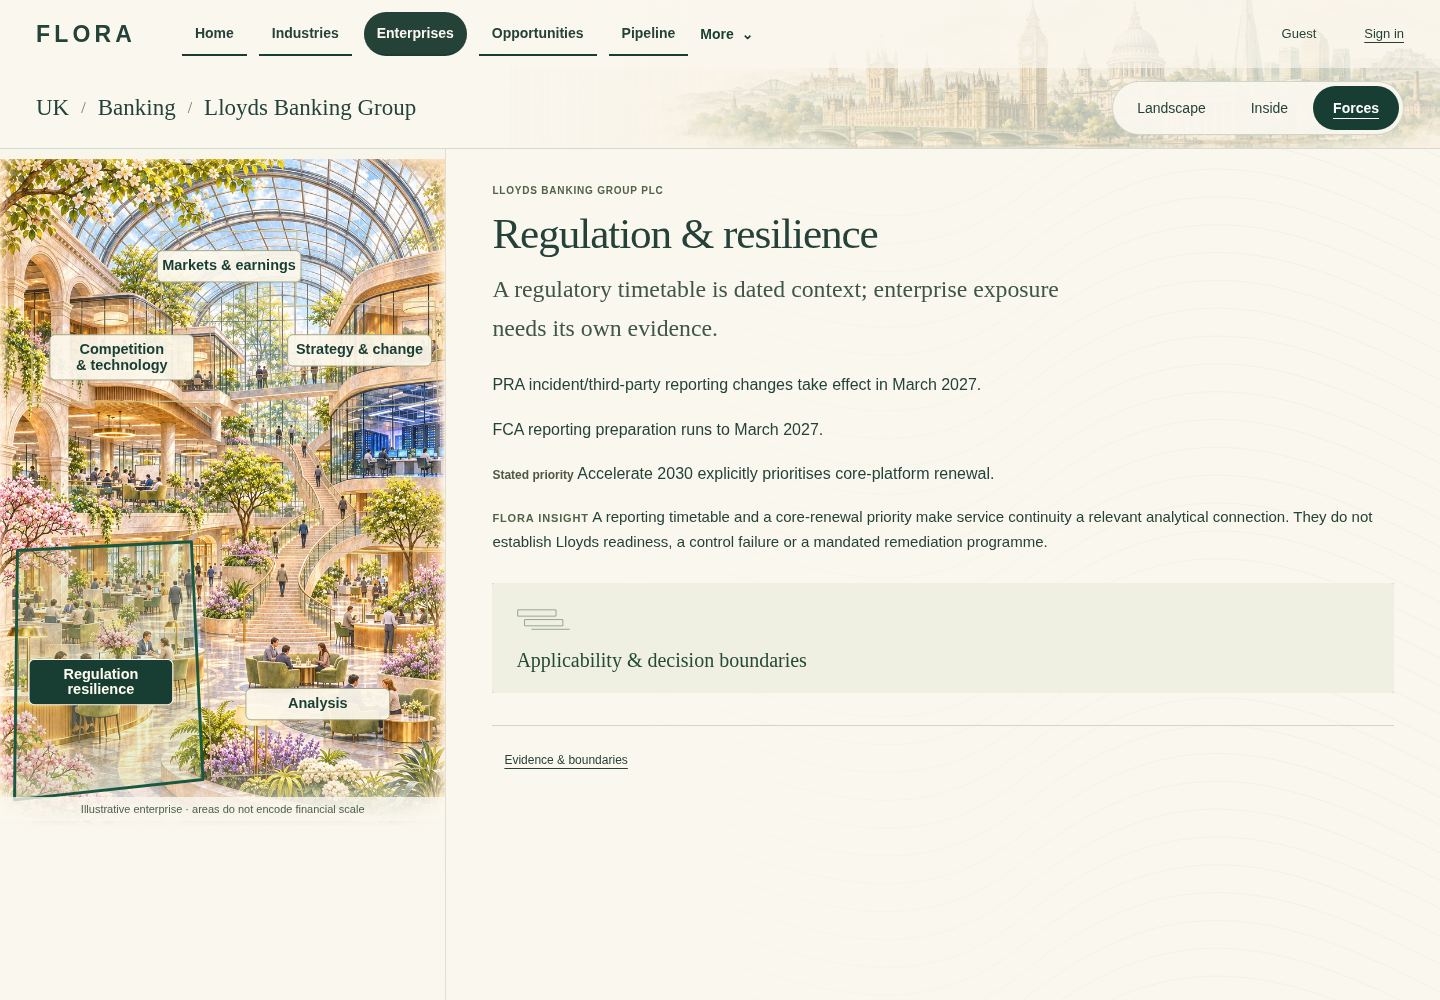 FLORA
Home
Industries
Enterprises
Opportunities
Pipeline
More
Guest
Sign in
UK / Banking / Lloyds Banking Group
Landscape
Inside
Forces
Markets & earnings
Competition
& technology
Strategy & change
Regulation
resilience
Analysis
Illustrative enterprise · areas do not encode financial scale
LLOYDS BANKING GROUP PLC
Regulation & resilience
A regulatory timetable is dated context; enterprise exposure
needs its own evidence.
PRA incident/third-party reporting changes take effect in March 2027.
FCA reporting preparation runs to March 2027.
Stated priority Accelerate 2030 explicitly prioritises core-platform renewal.
FLORA INSIGHT A reporting timetable and a core-renewal priority make service continuity a relevant analytical connection. They do not
establish Lloyds readiness, a control failure or a mandated remediation programme.
Applicability & decision boundaries
Evidence & boundaries